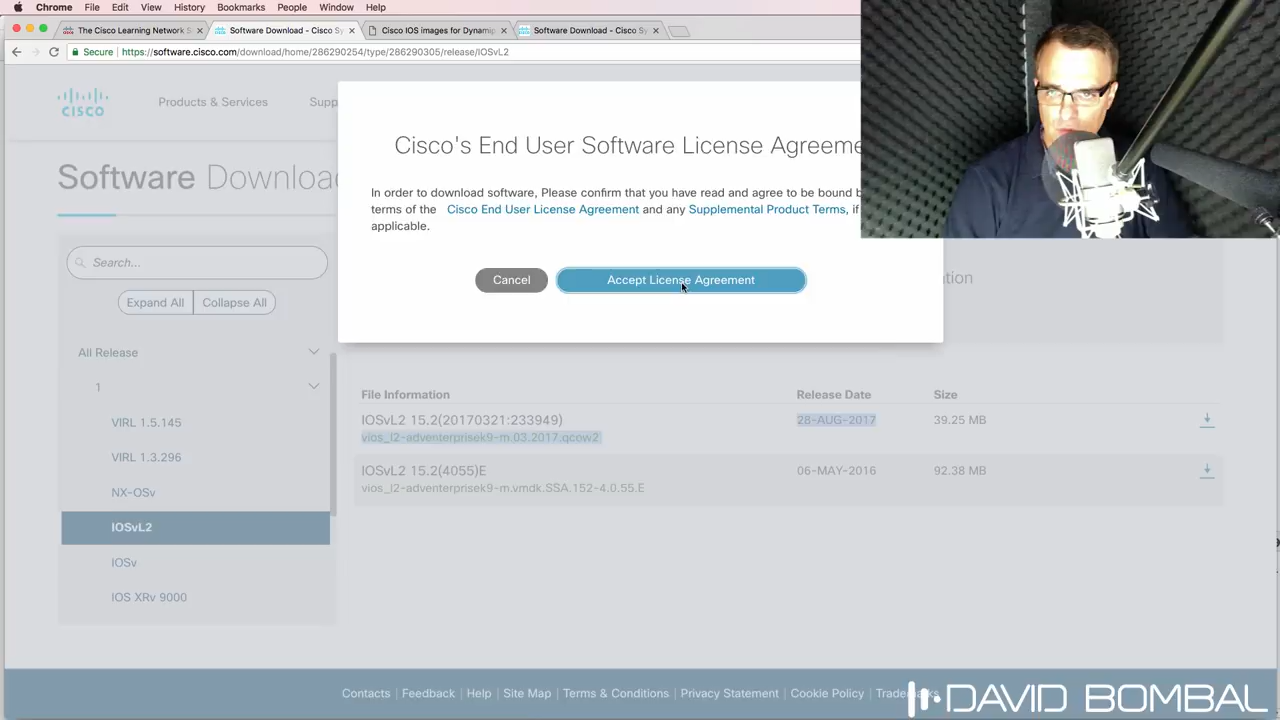 Chrome File Edit View History Bookmarks People Window Help
The Cisco Learning Network S
Software Download - Cisco Sy
Cisco IOS images for Dynamip
Software Download - Cisco Sy
Secure https://software.cisco.com/download/home/286290254/type/286290305/release/IOSvL2
CISCO
Products & Services
Supp
Cisco's End User Software License Agreeme
Software Download
In order to download software, Please confirm that you have read and agree to be bound b
terms of the Cisco End User License Agreement and any Supplemental Product Terms, if
applicable.
Search...
Cancel
Accept License Agreement
Expand All
Collapse All
All Release
1
VIRL 1.5.145
VIRL 1.3.296
NX-OSv
IOSvL2
IOSv
IOS XRv 9000
File Information Release Date Size
IOSvL2 15.2(20170321:233949) 28-AUG-2017 39.25 MB
vios_l2-adventerprisek9-m.03.2017.qcow2
IOSvL2 15.2(4055)E 06-MAY-2016 92.38 MB
vios_l2-adventerprisek9-m.vmdk.SSA.152-4.0.55.E
Contacts | Feedback | Help | Site Map | Terms & Conditions | Privacy Statement | Cookie Policy | Trademarks
DAVID BOMBAL